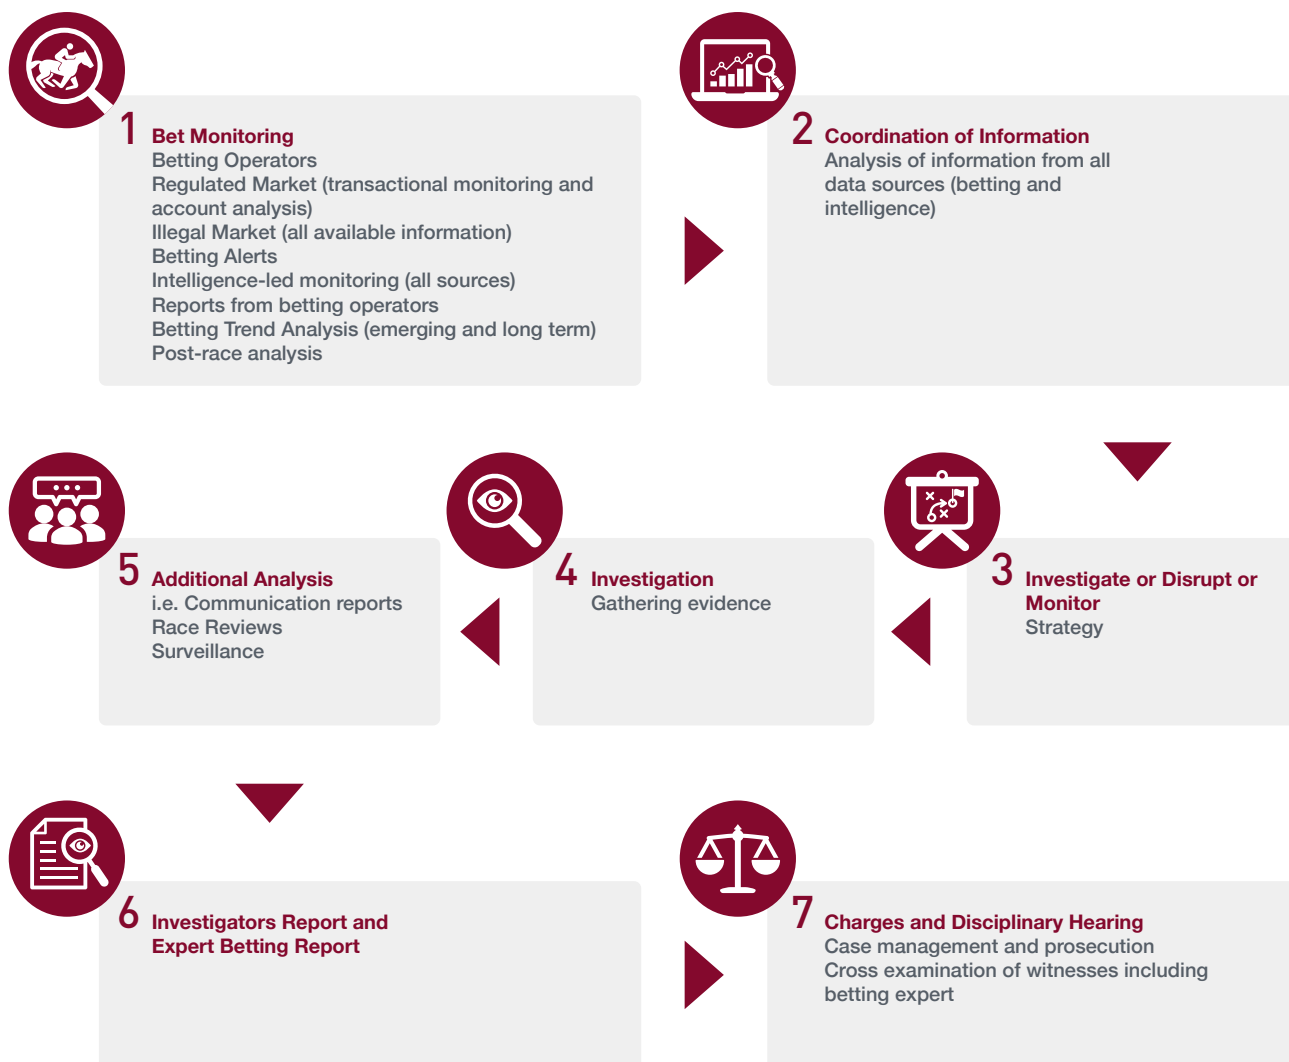 1 Bet Monitoring
Betting Operators
Regulated Market (transactional monitoring and
account analysis)
Illegal Market (all available information)
Betting Alerts
Intelligence-led monitoring (all sources)
Reports from betting operators
Betting Trend Analysis (emerging and long term)
Post-race analysis
2 Coordination of Information
Analysis of information from all
data sources (betting and
intelligence)
3 Investigate or Disrupt or
Monitor
Strategy
4 Investigation
Gathering evidence
5 Additional Analysis
i.e. Communication reports
Race Reviews
Surveillance
6 Investigators Report and
Expert Betting Report
7 Charges and Disciplinary Hearing
Case management and prosecution
Cross examination of witnesses including
betting expert